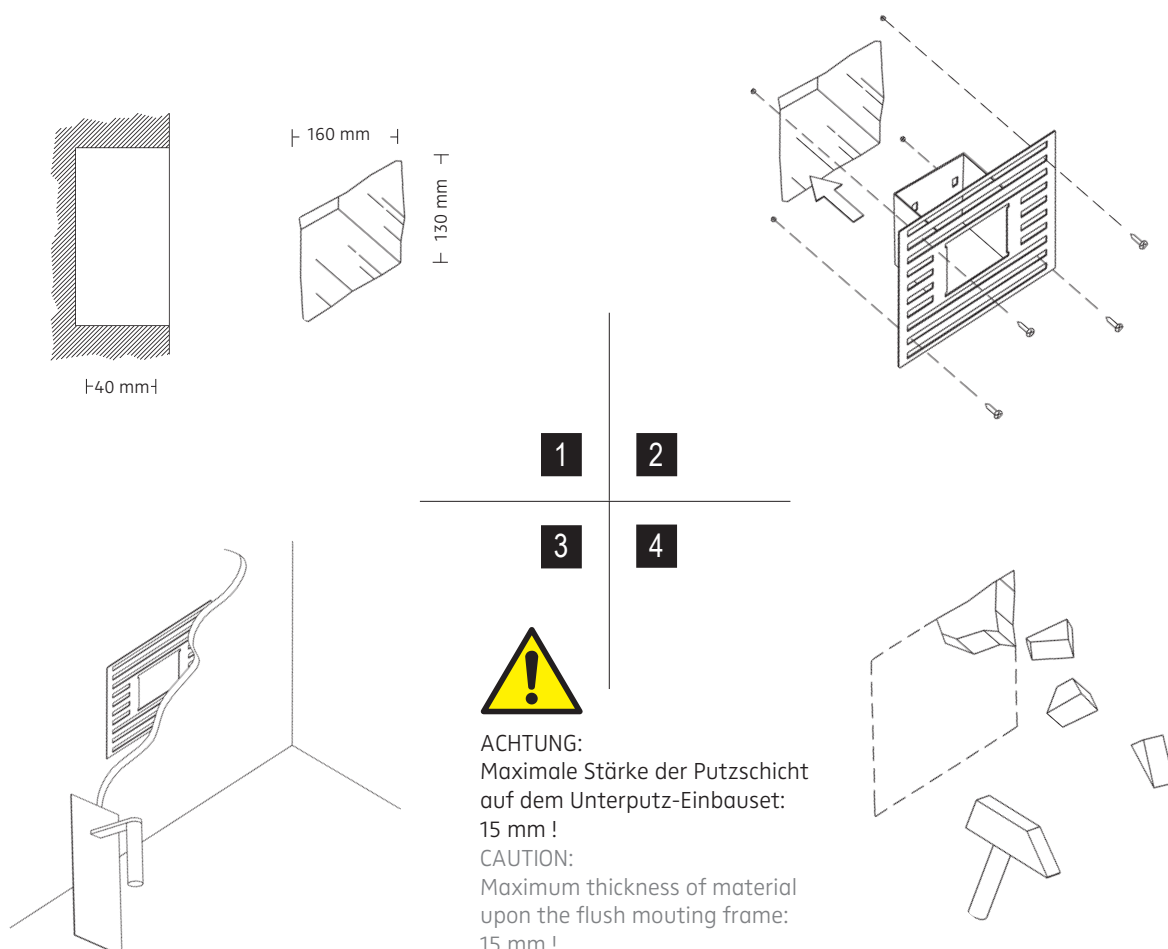 160 mm
130 mm
40 mm
1
2
3
4
ACHTUNG:
Maximale Stärke der Putzschicht
auf dem Unterputz-Einbauset:
15 mm !
CAUTION:
Maximum thickness of material
upon the flush mouting frame:
15 mm !